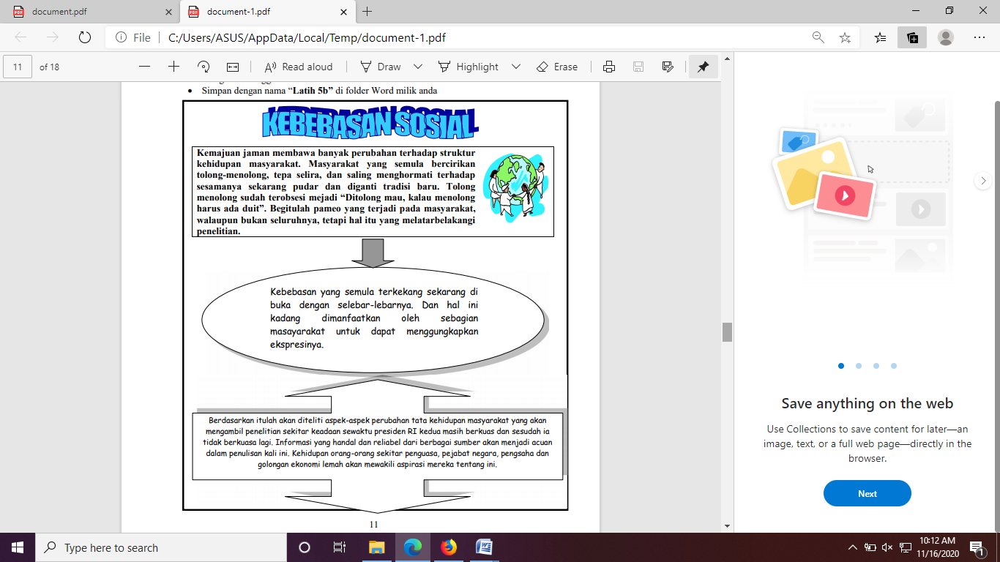 document.pdf
document-1.pdf
File
C:/Users/ASUS/AppData/Local/Temp/document-1.pdf
11 of 18
Read aloud
Draw
Highlight
Erase
• Simpan dengan nama “Latih 5b” di folder Word milik anda
KEBEBASAN SOSIAL
Kemajuan jaman membawa banyak perubahan terhadap struktur
kehidupan masyarakat. Masyarakat yang semula bercirikan
tolong-menolong, tepa selira, dan saling menghormati terhadap
sesamanya sekarang pudar dan diganti tradisi baru. Tolong
menolong sudah terobsesi mejadi “Ditolong mau, kalau menolong
harus ada duit”. Begitulah pameo yang terjadi pada masyarakat,
walaupun bukan seluruhnya, tetapi hal itu yang melatarbelakangi
penelitian.
Kebebasan yang semula terkekang sekarang di
buka dengan selebar-lebarnya. Dan hal ini
kadang dimanfaatkan oleh sebagian
masayarakat untuk dapat menggungkapkan
ekspresinya.
Berdasarkan itulah akan diteliti aspek-aspek perubahan tata kehidupan masyarakat yang akan
mengambil penelitian sekitar keadaan sewaktu presiden RI kedua masih berkuas dan sesudah ia
tidak berkuasa lagi. Informasi yang handal dan reliabel dari berbagai sumber akan menjadi acuan
dalam penulisan kali ini. Kehidupan orang-orang sekitar penguasa, pejabat negara, pengsaha dan
golongan ekonomi lemah akan mewakili aspirasi mereka tentang ini.
11
Save anything on the web
Use Collections to save content for later—an
image, text, or a full web page—directly in the
browser.
Next
Type here to search
10:12 AM
11/16/2020
1